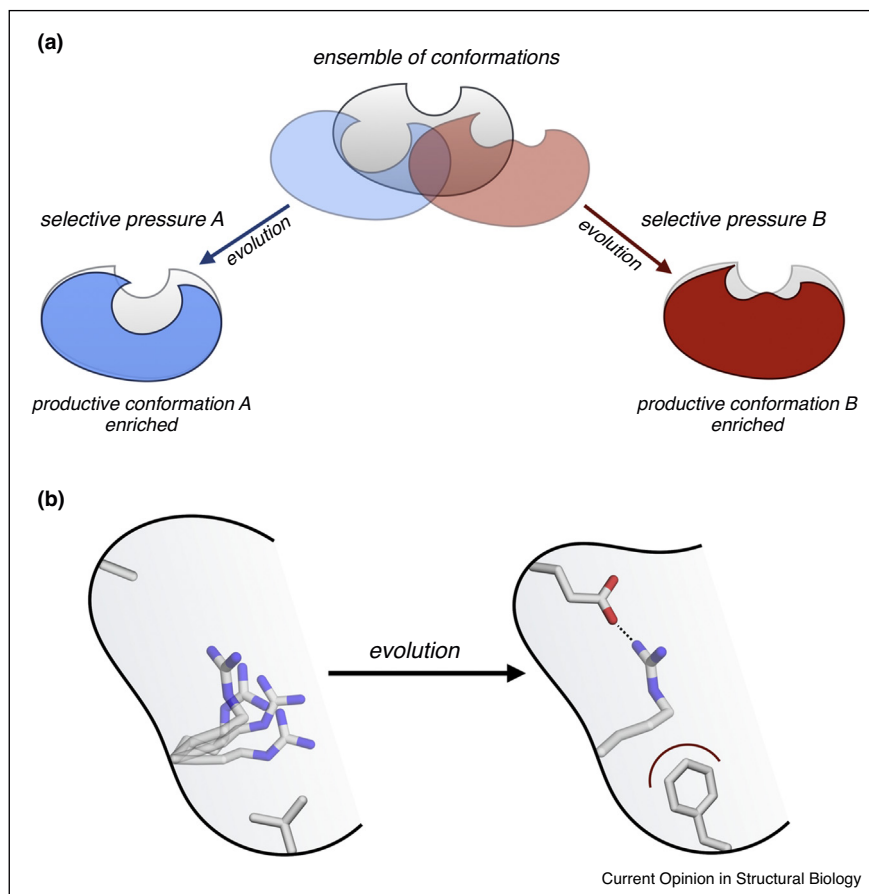 (a)
ensemble of conformations
selective pressure A
selective pressure B
evolution
evolution
productive conformation A
enriched
productive conformation B
enriched
(b)
evolution
Current Opinion in Structural Biology